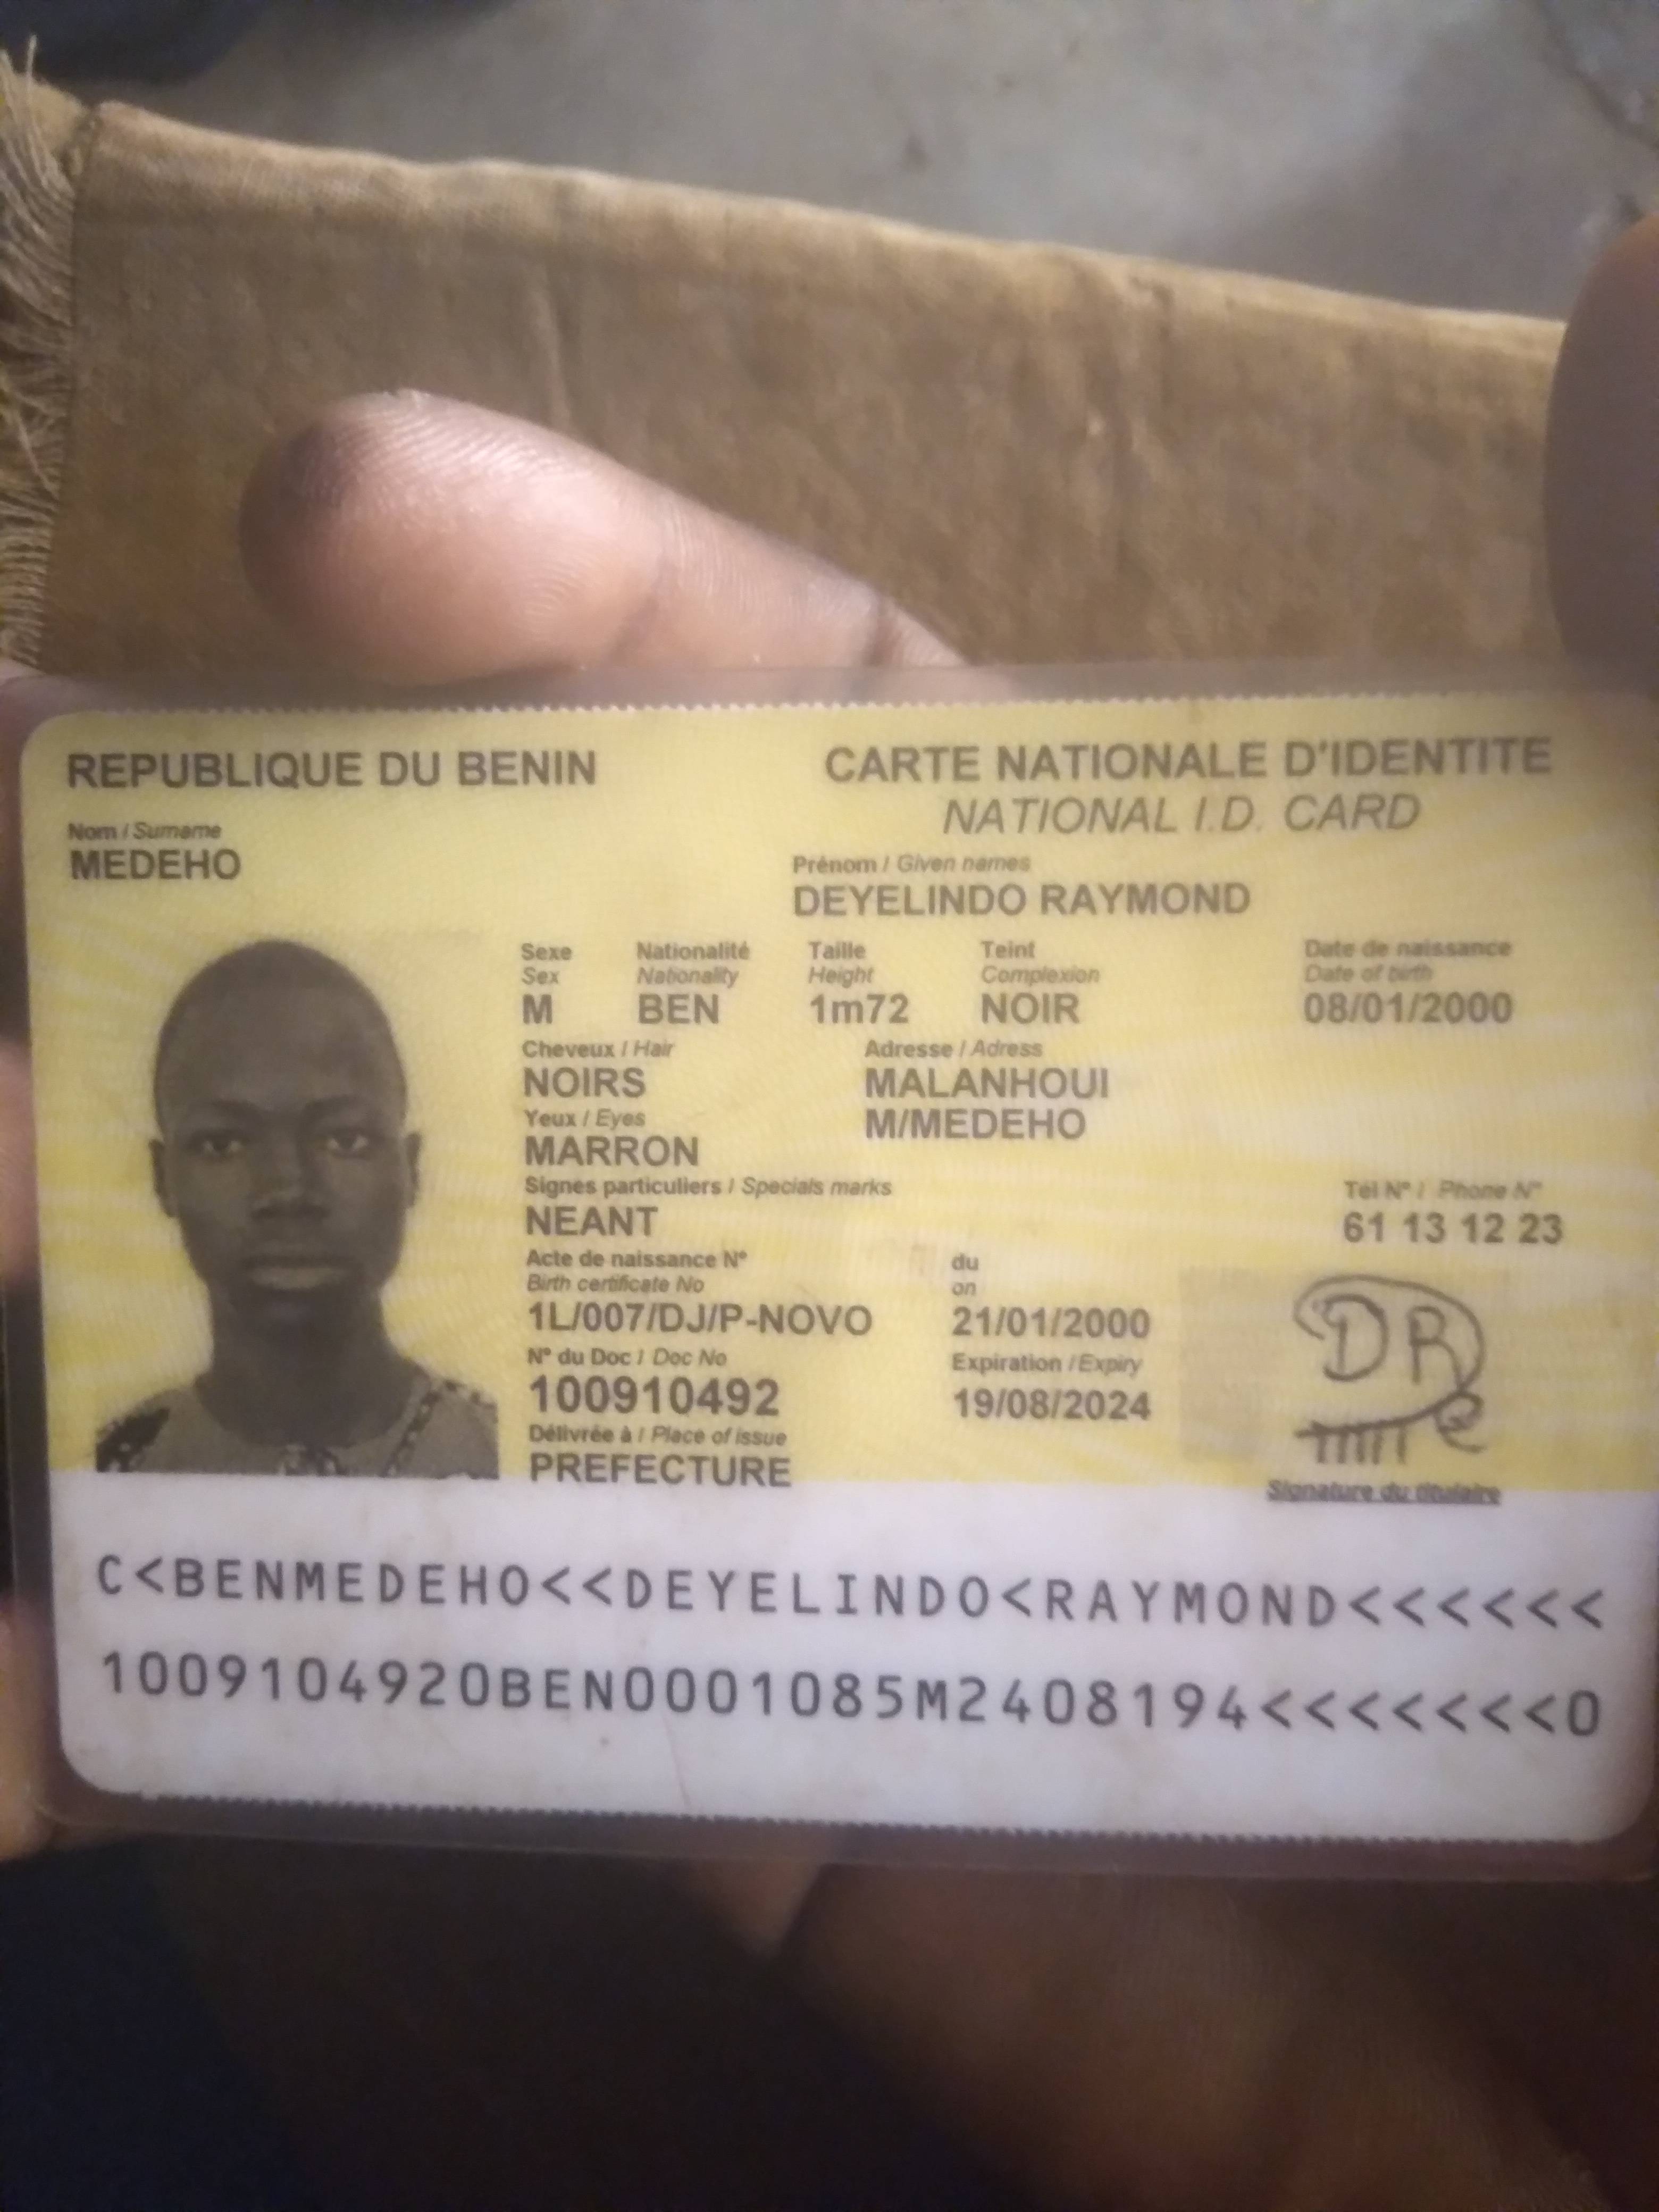 REPUBLIQUE DU BENIN
CARTE NATIONALE D'IDENTITE
NATIONAL I.D. CARD
Nom / Surname
MEDEHO
Prénom / Given names
DEYELINDO RAYMOND
Sexe Nationalité Taille Teint Date de naissance
Sex Nationality Height Complexion Date of birth
M BEN 1m72 NOIR 08/01/2000
Cheveux / Hair Adresse / Adress
NOIRS MALANHOUI
Yeux / Eyes M/MEDEHO
MARRON
Signes particuliers / Specials marks Tél N° / Phone N°
NEANT 61 13 12 23
Acte de naissance N° du
Birth certificate No on
1L/007/DJ/P-NOVO 21/01/2000
N° du Doc / Doc No Expiration / Expiry
100910492 19/08/2024
Délivrée à / Place of issue
PREFECTURE
DR
Signature du titulaire
C<BENMEDEHO<<DEYELINDO<RAYMOND<<<<<<
1009104920BEN0001085M2408194<<<<<<<0